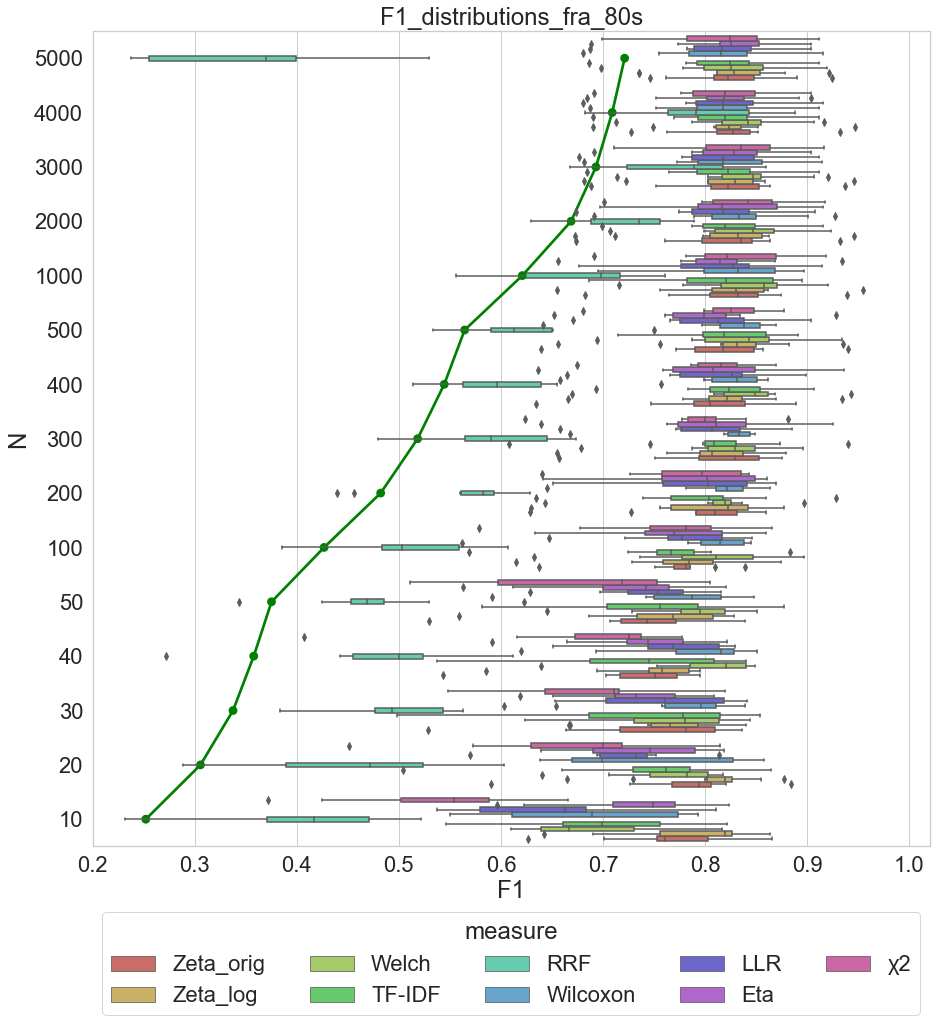 F1_distributions_fra_80s
5000
4000
3000
2000
1000
500
400
300
200
100
50
40
30
20
10
N
0.2 0.3 0.4 0.5 0.6 0.7 0.8 0.9 1.0
F1
measure
Zeta_orig Welch RRF LLR χ2
Zeta_log TF-IDF Wilcoxon Eta